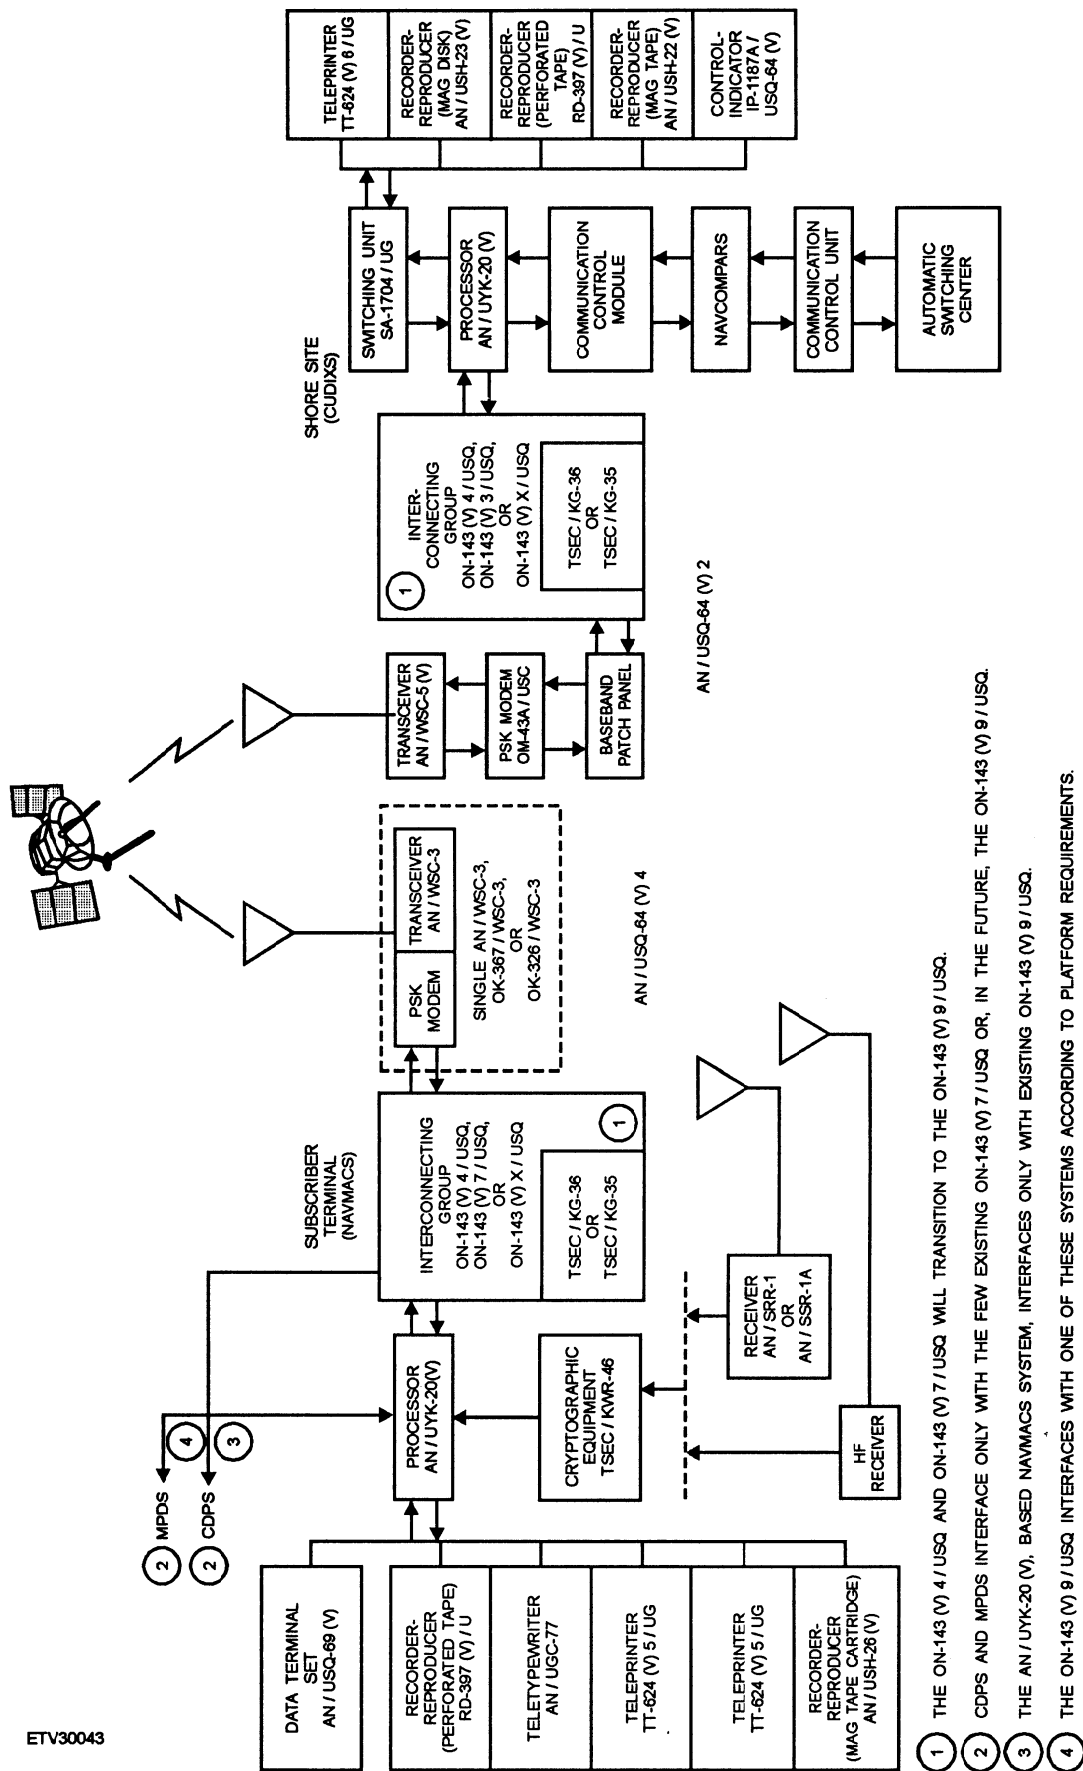 ETV30043
SUBSCRIBER
TERMINAL
(NAVMACS)
SHORE SITE
(CUDIXS)
2
MPDS
4
2
CDPS
3
DATA TERMINAL
SET
AN / USQ-69 (V)
RECORDER-
REPRODUCER
(PERFORATED TAPE)
RD-397 (V) / U
TELETYPEWRITER
AN / UGC-77
TELEPRINTER
TT-624 (V) 5 / UG
TELEPRINTER
TT-624 (V) 5 / UG
RECORDER-
REPRODUCER
(MAG TAPE CARTRIDGE)
AN / USH-26 (V)
PROCESSOR
AN / UYK-20(V)
CRYPTOGRAPHIC
EQUIPMENT
TSEC / KWR-46
HF
RECEIVER
RECEIVER
AN / SRR-1
OR
AN / SSR-1A
INTERCONNECTING
GROUP
ON-143 (V) 4 / USQ,
ON-143 (V) 7 / USQ,
OR
ON-143 (V) X / USQ
1
TSEC / KG-36
OR
TSEC / KG-35
PSK
MODEM
TRANSCEIVER
AN / WSC-3
SINGLE AN / WSC-3,
OK-367 / WSC-3,
OR
OK-326 / WSC-3
AN / USQ-64 (V) 4
TRANSCEIVER
AN / WSC-5 (V)
PSK MODEM
OM-43A / USC
BASEBAND
PATCH PANEL
1
INTER-
CONNECTING
GROUP
ON-143 (V) 4 / USQ,
ON-143 (V) 3 / USQ,
OR
ON-143 (V) X / USQ
TSEC / KG-36
OR
TSEC / KG-35
AN / USQ-64 (V) 2
SWITCHING UNIT
SA-1704 / UG
PROCESSOR
AN / UYK-20 (V)
COMMUNICATION
CONTROL
MODULE
NAVCOMPARS
COMMUNICATION
CONTROL UNIT
AUTOMATIC
SWITCHING
CENTER
TELEPRINTER
TT-624 (V) 6 / UG
RECORDER-
REPRODUCER
(MAG DISK)
AN / USH-23 (V)
RECORDER-
REPRODUCER
(PERFORATED
TAPE)
RD-397 (V) / U
RECORDER-
REPRODUCER
(MAG TAPE)
AN / USH-22 (V)
CONTROL-
INDICATOR
IP-1187A /
USQ-64 (V)
1 THE ON-143 (V) 4 / USQ AND ON-143 (V) 7 / USQ WILL TRANSITION TO THE ON-143 (V) 9 / USQ.
2 CDPS AND MPDS INTERFACE ONLY WITH THE FEW EXISTING ON-143 (V) 7 / USQ OR, IN THE FUTURE, THE ON-143 (V) 9 / USQ.
3 THE AN / UYK-20 (V), BASED NAVMACS SYSTEM, INTERFACES ONLY WITH EXISTING ON-143 (V) 9 / USQ.
4 THE ON-143 (V) 9 / USQ INTERFACES WITH ONE OF THESE SYSTEMS ACCORDING TO PLATFORM REQUIREMENTS.